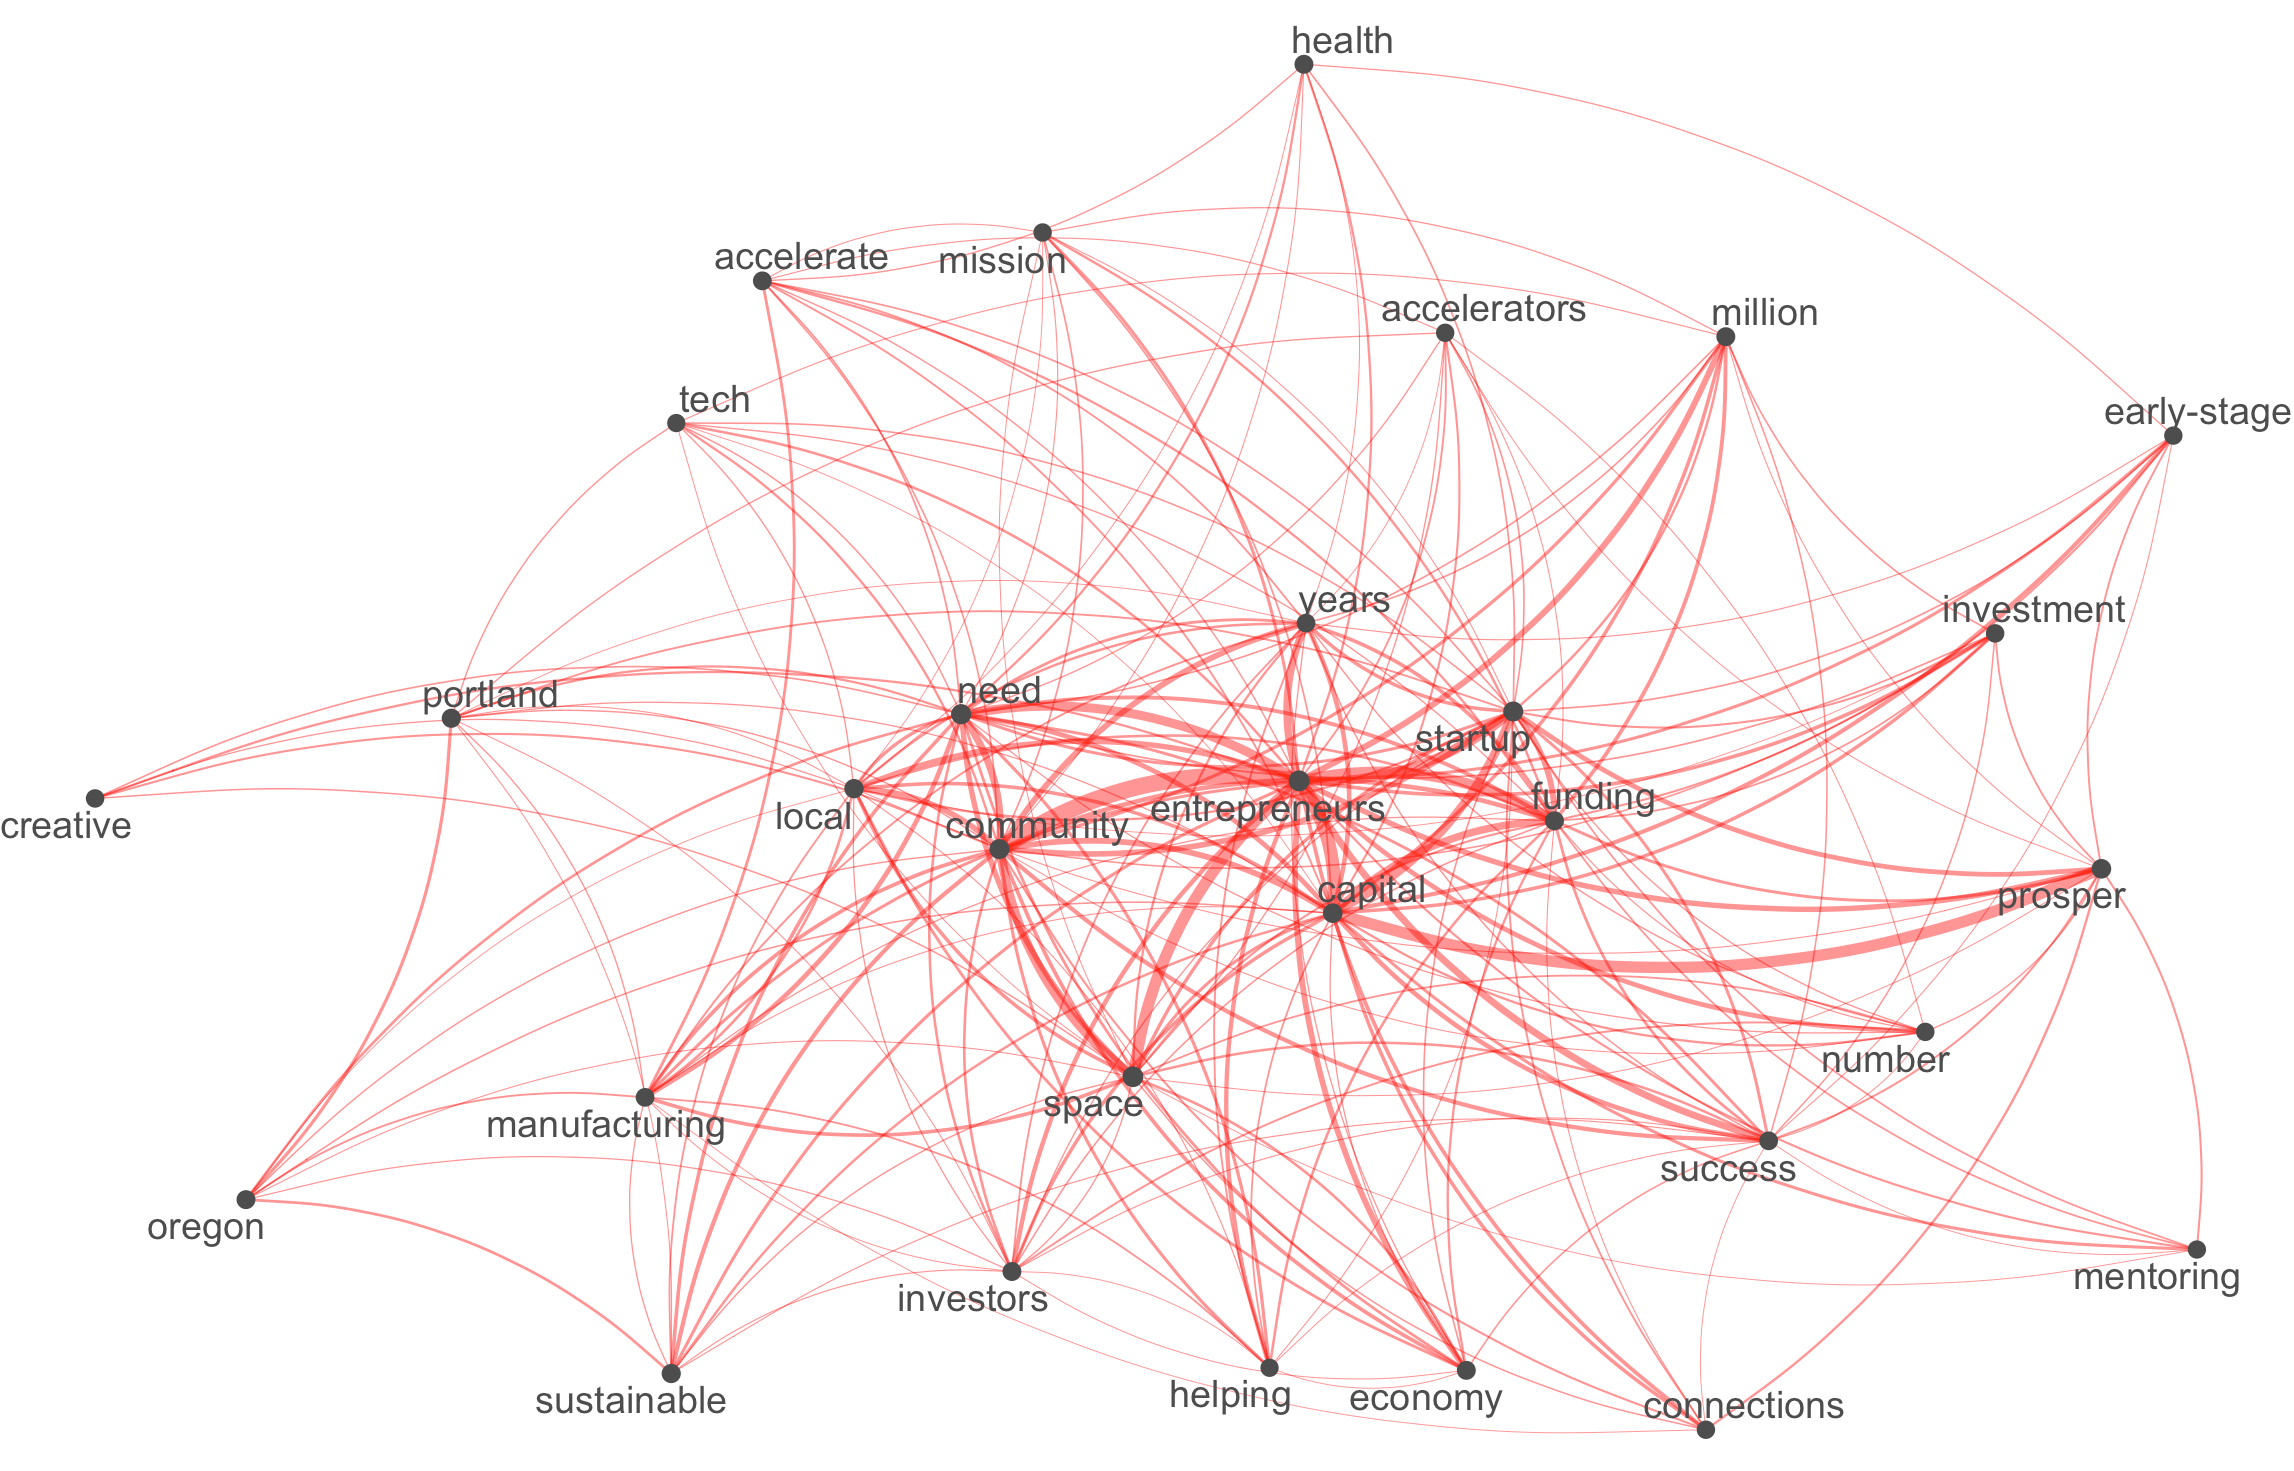 health
accelerate
mission
accelerators
million
tech
early-stage
years
investment
portland
need
startup
creative
local
community
entrepreneurs
funding
capital
prosper
manufacturing
space
number
oregon
success
investors
mentoring
sustainable
helping
economy
connections